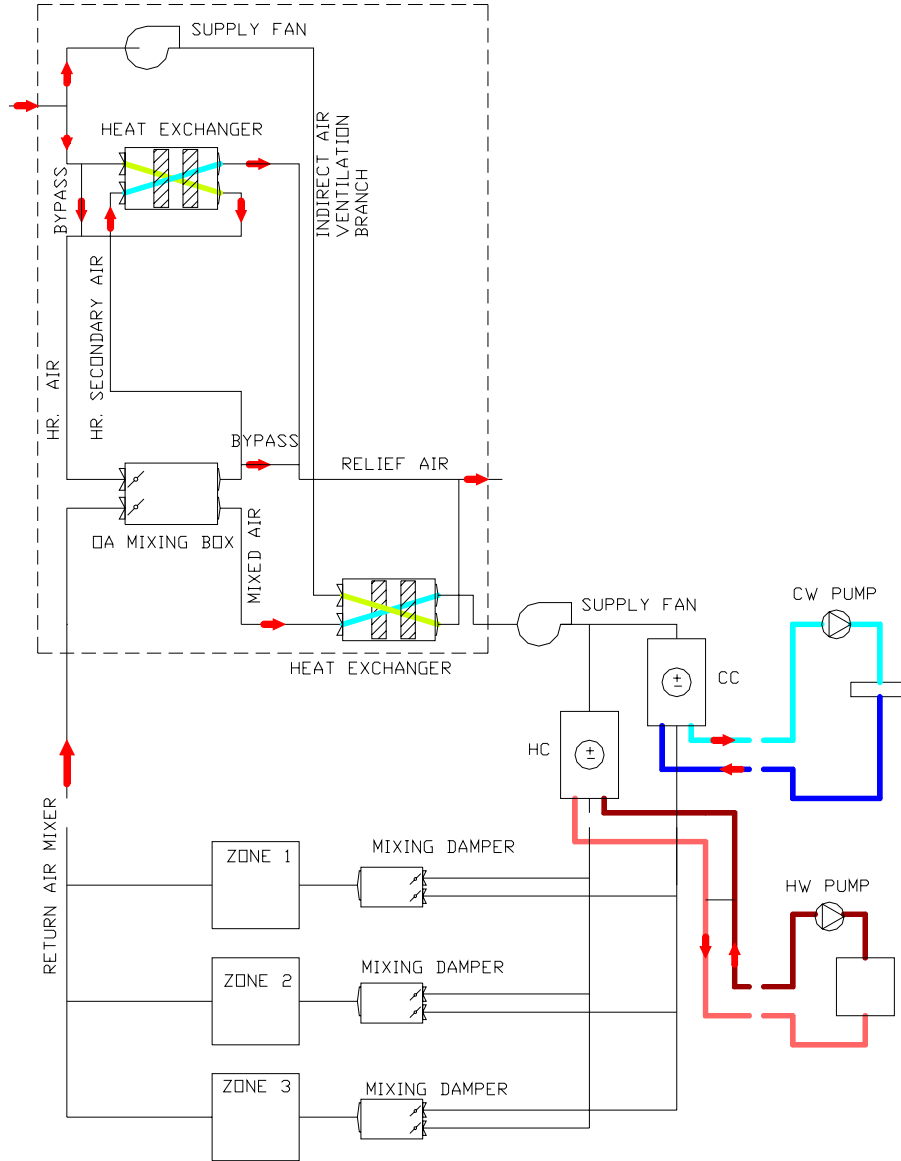 SUPPLY FAN
HEAT EXCHANGER
BYPASS
INDIRECT AIR
VENTILATION
BRANCH
HR. AIR
HR. SECONDARY AIR
BYPASS
RELIEF AIR
OA MIXING BOX
MIXED AIR
HEAT EXCHANGER
SUPPLY FAN
CW PUMP
CC
HC
RETURN AIR MIXER
ZONE 1
MIXING DAMPER
HW PUMP
ZONE 2
MIXING DAMPER
ZONE 3
MIXING DAMPER